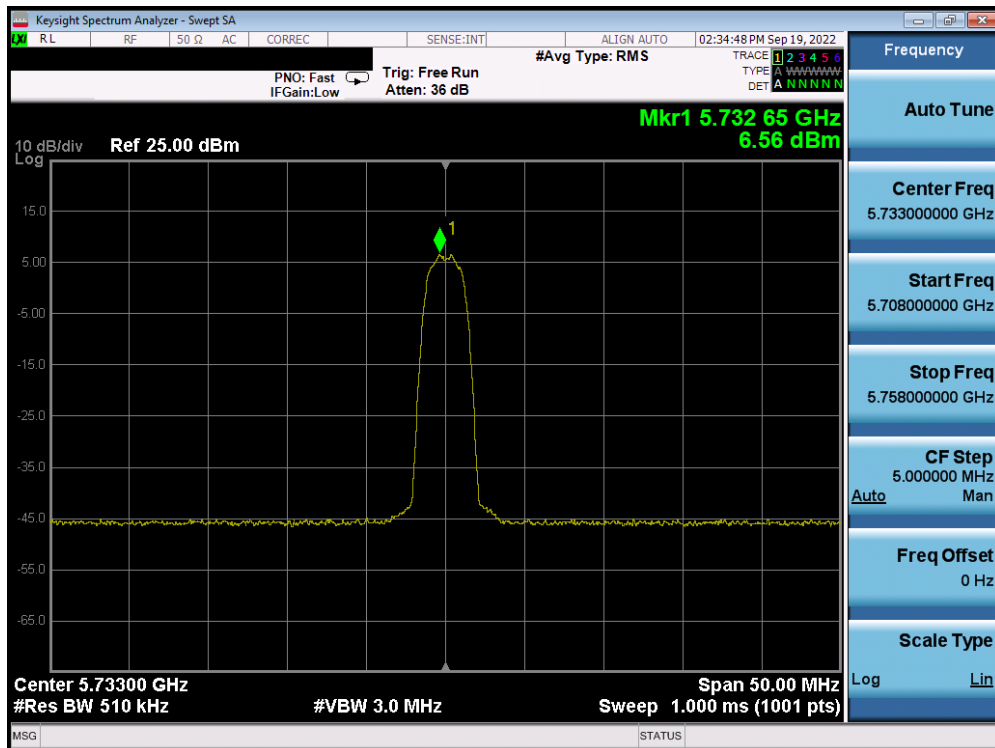 Keysight Spectrum Analyzer - Swept SA
LXI RL RF 50 Ω AC CORREC SENSE:INT ALIGN AUTO 02:34:48 PM Sep 19, 2022
Frequency
#Avg Type: RMS TRACE 1 2 3 4 5 6
PNO: Fast Trig: Free Run TYPE A WWWWW
IFGain:Low Atten: 36 dB DET A N N N N N
Auto Tune
Mkr1 5.732 65 GHz
6.56 dBm
10 dB/div Ref 25.00 dBm
Log
Center Freq
5.733000000 GHz
15.0
1
5.00
Start Freq
5.708000000 GHz
-5.00
-15.0
Stop Freq
5.758000000 GHz
-25.0
-35.0
CF Step
5.000000 MHz
Auto Man
-45.0
-55.0
Freq Offset
0 Hz
-65.0
Scale Type
Log Lin
Center 5.73300 GHz Span 50.00 MHz
#Res BW 510 kHz #VBW 3.0 MHz Sweep 1.000 ms (1001 pts)
MSG STATUS